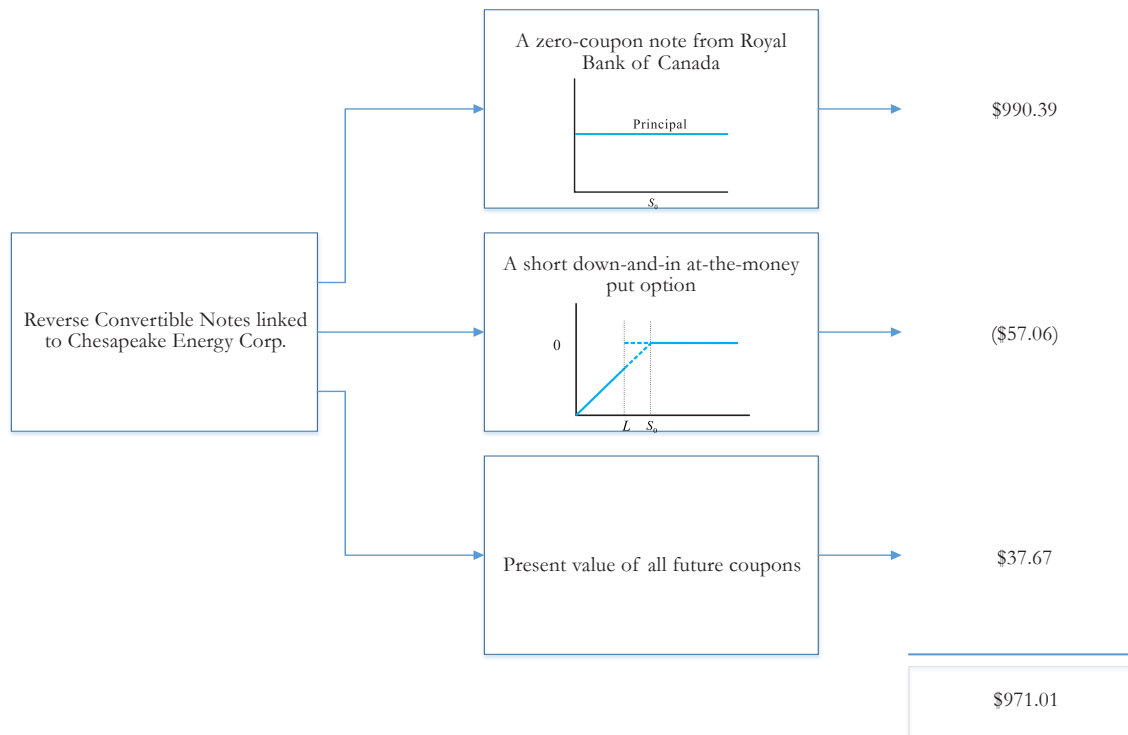 A zero-coupon note from Royal
Bank of Canada
Principal
S₀
$990.39
Reverse Convertible Notes linked
to Chesapeake Energy Corp.
A short down-and-in at-the-money
put option
0
L S₀
($57.06)
Present value of all future coupons
$37.67
$971.01